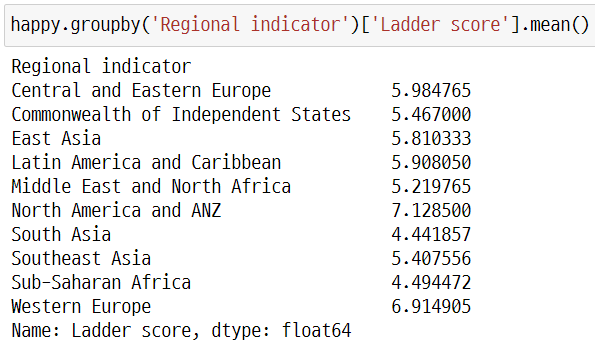 happy.groupby('Regional indicator')['Ladder score'].mean()
Regional indicator
Central and Eastern Europe 5.984765
Commonwealth of Independent States 5.467000
East Asia 5.810333
Latin America and Caribbean 5.908050
Middle East and North Africa 5.219765
North America and ANZ 7.128500
South Asia 4.441857
Southeast Asia 5.407556
Sub-Saharan Africa 4.494472
Western Europe 6.914905
Name: Ladder score, dtype: float64